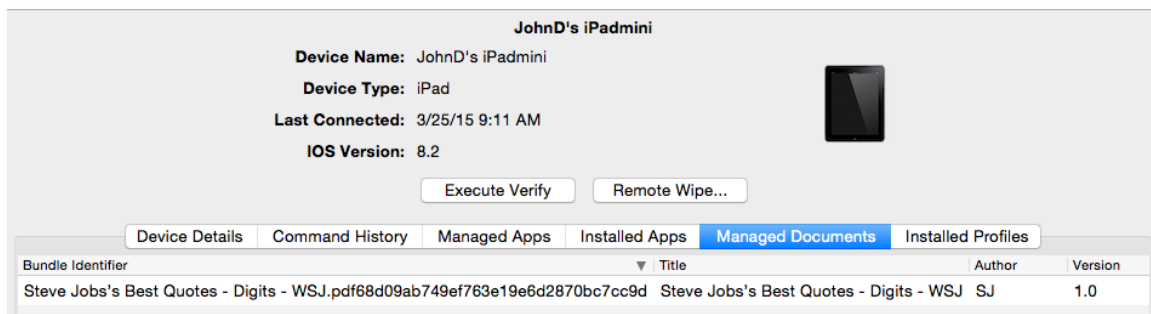 JohnD's iPadmini
Device Name: JohnD's iPadmini
Device Type: iPad
Last Connected: 3/25/15 9:11 AM
IOS Version: 8.2
Execute Verify Remote Wipe...
Device Details Command History Managed Apps Installed Apps Managed Documents Installed Profiles
Bundle Identifier Title Author Version
Steve Jobs's Best Quotes - Digits - WSJ.pdf68d09ab749ef763e19e6d2870bc7cc9d Steve Jobs's Best Quotes - Digits - WSJ SJ 1.0